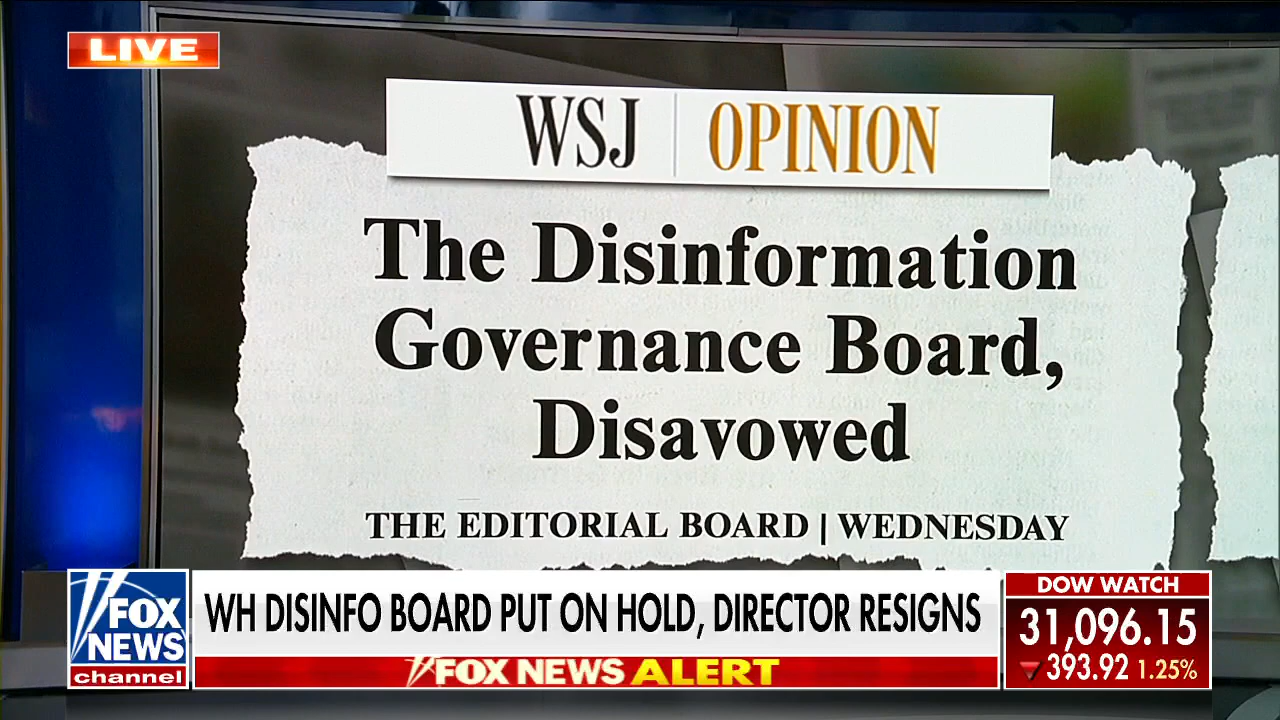 LIVE
WSJ | OPINION
The Disinformation
Governance Board,
Disavowed
THE EDITORIAL BOARD | WEDNESDAY
FOX
NEWS
channel
WH DISINFO BOARD PUT ON HOLD, DIRECTOR RESIGNS
FOX NEWS ALERT
DOW WATCH
31,096.15
393.92 1.25%